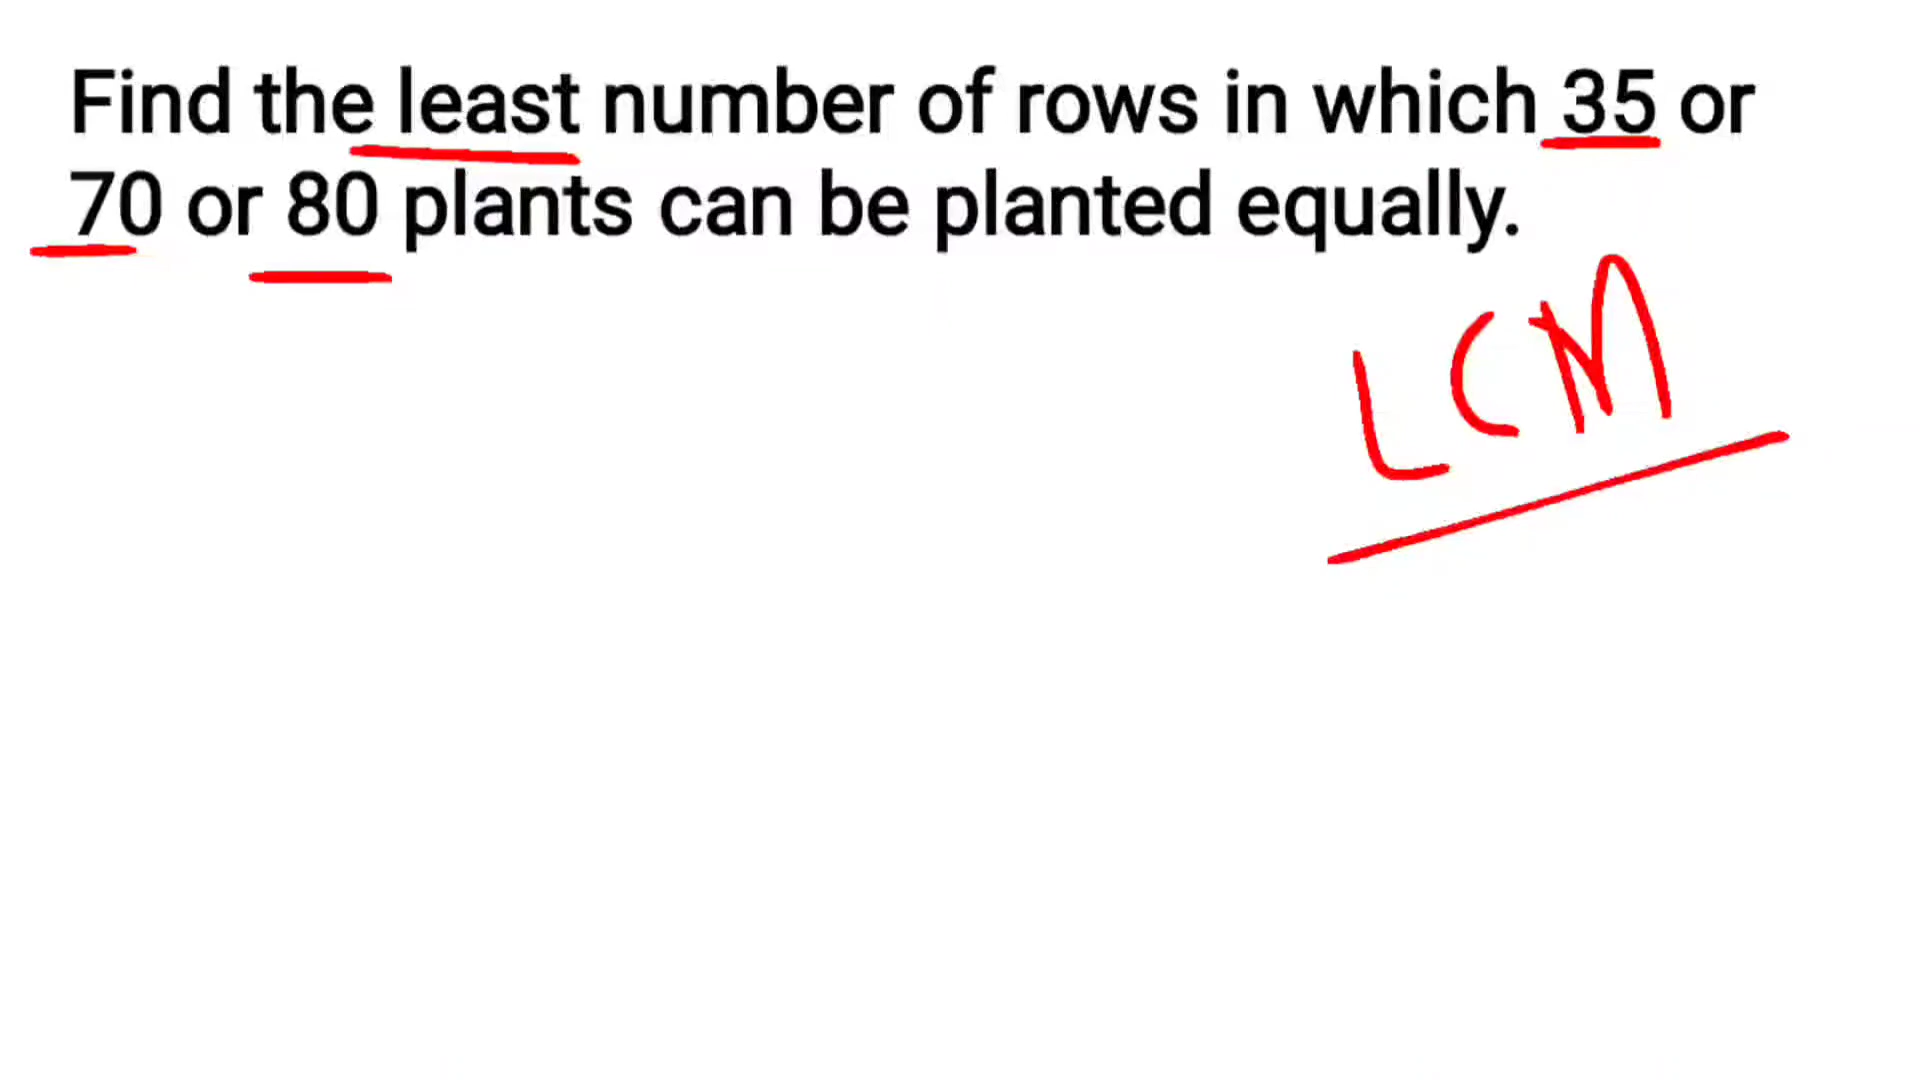 Find the least number of rows in which 35 or
70 or 80 plants can be planted equally.
LCM